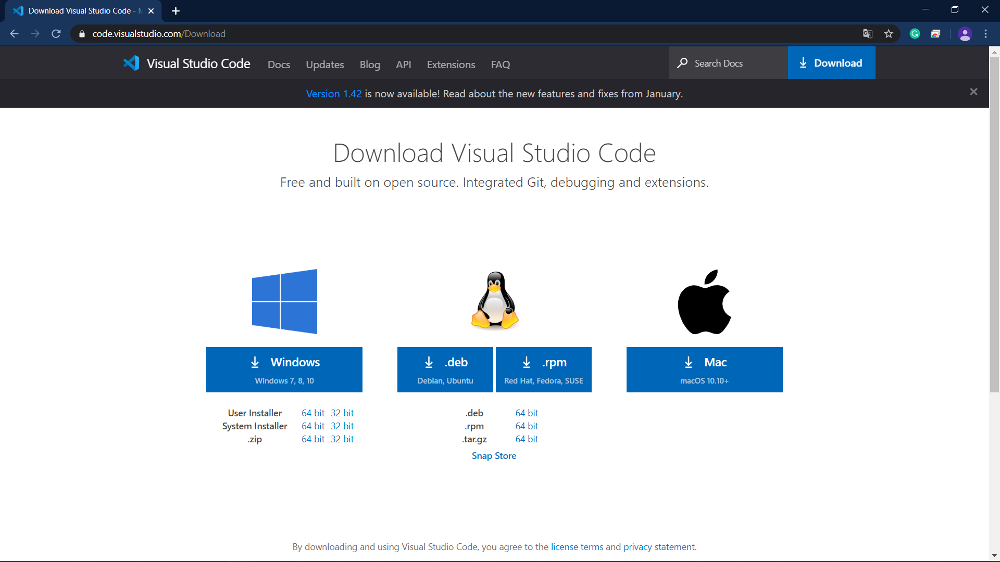 Download Visual Studio Code -
code.visualstudio.com/Download
Visual Studio Code Docs Updates Blog API Extensions FAQ Search Docs Download
Version 1.42 is now available! Read about the new features and fixes from January.
Download Visual Studio Code
Free and built on open source. Integrated Git, debugging and extensions.
Windows .deb .rpm Mac
Windows 7, 8, 10 Debian, Ubuntu Red Hat, Fedora, SUSE macOS 10.10+
User Installer 64 bit 32 bit .deb 64 bit
System Installer 64 bit 32 bit .rpm 64 bit
.zip 64 bit 32 bit .tar.gz 64 bit
Snap Store
By downloading and using Visual Studio Code, you agree to the license terms and privacy statement.